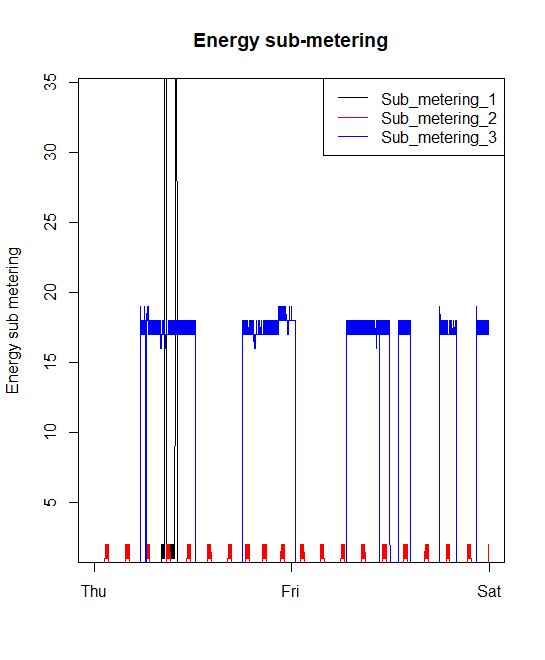 Energy sub-metering
Sub_metering_1
Sub_metering_2
Sub_metering_3
Energy sub metering
35
30
25
20
15
10
5
Thu Fri Sat